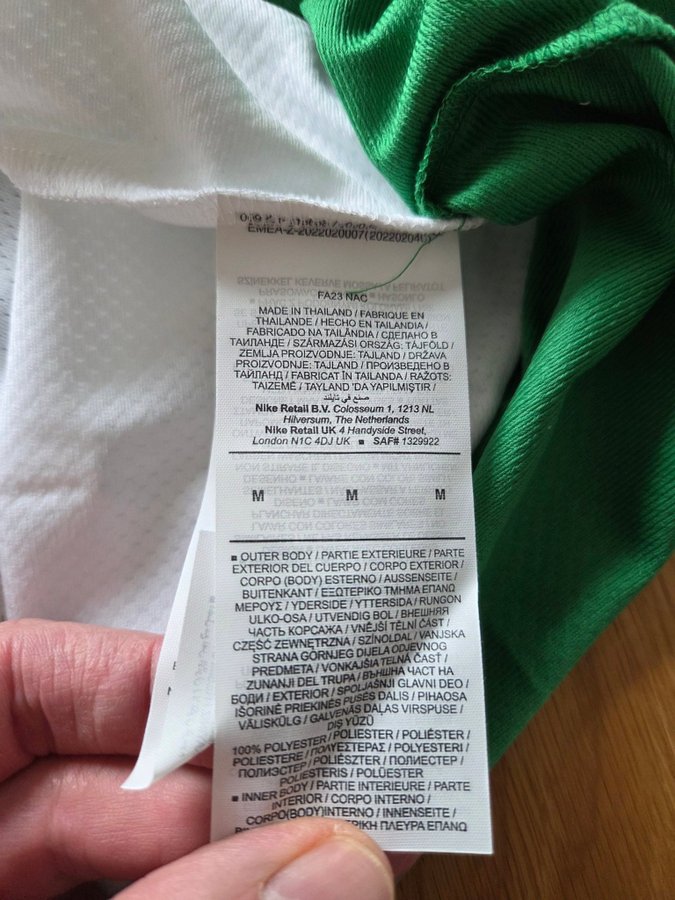 EMEA-Z-2022020007(20220204
FA23 NAC
MADE IN THAILAND / FABRIQUE EN
THAILANDE / HECHO EN TAILANDIA /
FABRICADO NA TAILÂNDIA / СДЕЛАНО В
ТАИЛАНДЕ / SZÁRMAZÁSI ORSZÁG: TÁJFÖLD /
ZEMLJA PROIZVODNJE: TAJLAND / DRŽAVA
PROIZVODNJE: TAJLAND / ПРОИЗВЕДЕНО В
ТАЙЛАНД / FABRICAT ÎN TAILANDA / RAŽOTS:
TAIZEMĒ / TAYLAND 'DA YAPILMIŞTIR /
صنع في تايلند
Nike Retail B.V. Colosseum 1, 1213 NL
Hilversum, The Netherlands
Nike Retail UK 4 Handyside Street,
London N1C 4DJ UK ▪ SAF# 1329922
M M M
▪ OUTER BODY / PARTIE EXTERIEURE / PARTE
EXTERIOR DEL CUERPO / CORPO EXTERIOR /
CORPO (BODY) ESTERNO / AUSSENSEITE /
BUITENKANT / ΕΞΩΤΕΡΙΚΟ ΤΜΗΜΑ ΕΠΑΝΩ
ΜΕΡΟΥΣ / YDERSIDE / YTTERSIDA / RUNGON
ULKO-OSA / UTVENDIG BOL / ВНЕШНЯЯ
ЧАСТЬ КОРСАЖА / VNĚJŠÍ TĚLNÍ ČÁST /
CZĘŚĆ ZEWNĘTRZNA / SZÍNOLDAL / VANJSKA
STRANA GORNJEG DIJELA ODJEVNOG
PREDMETA / VONKAJŠIA TELNÁ ČASŤ /
ZUNANJI DEL TRUPA / ВЪНШНА ЧАСТ НА
БОДИ / EXTERIOR / SPOLJAŠNJI GLAVNI DEO /
IŠORINĖ PRIEKINĖS PUSĖS DALIS / PIHAOSA
VÄLISKÜLG / GALVENĀS DAĻAS VIRSPUSE /
DIŞ YÜZÜ
100% POLYESTER / POLIESTER / POLIÉSTER /
POLIESTERE / ΠΟΛΥΕΣΤΕΡΑΣ / POLYESTERI /
ПОЛИЭСТЕР / POLIÉSZTER / ПОЛИЕСТЕР /
POLIESTERIS / POLÜESTER
▪ INNER BODY / PARTIE INTERIEURE / PARTE
INTERIOR / CORPO INTERNO /
CORPO(BODY)INTERNO / INNENSEITE /
ΠΛΕΥΡΑ ΕΠΑΝΩ